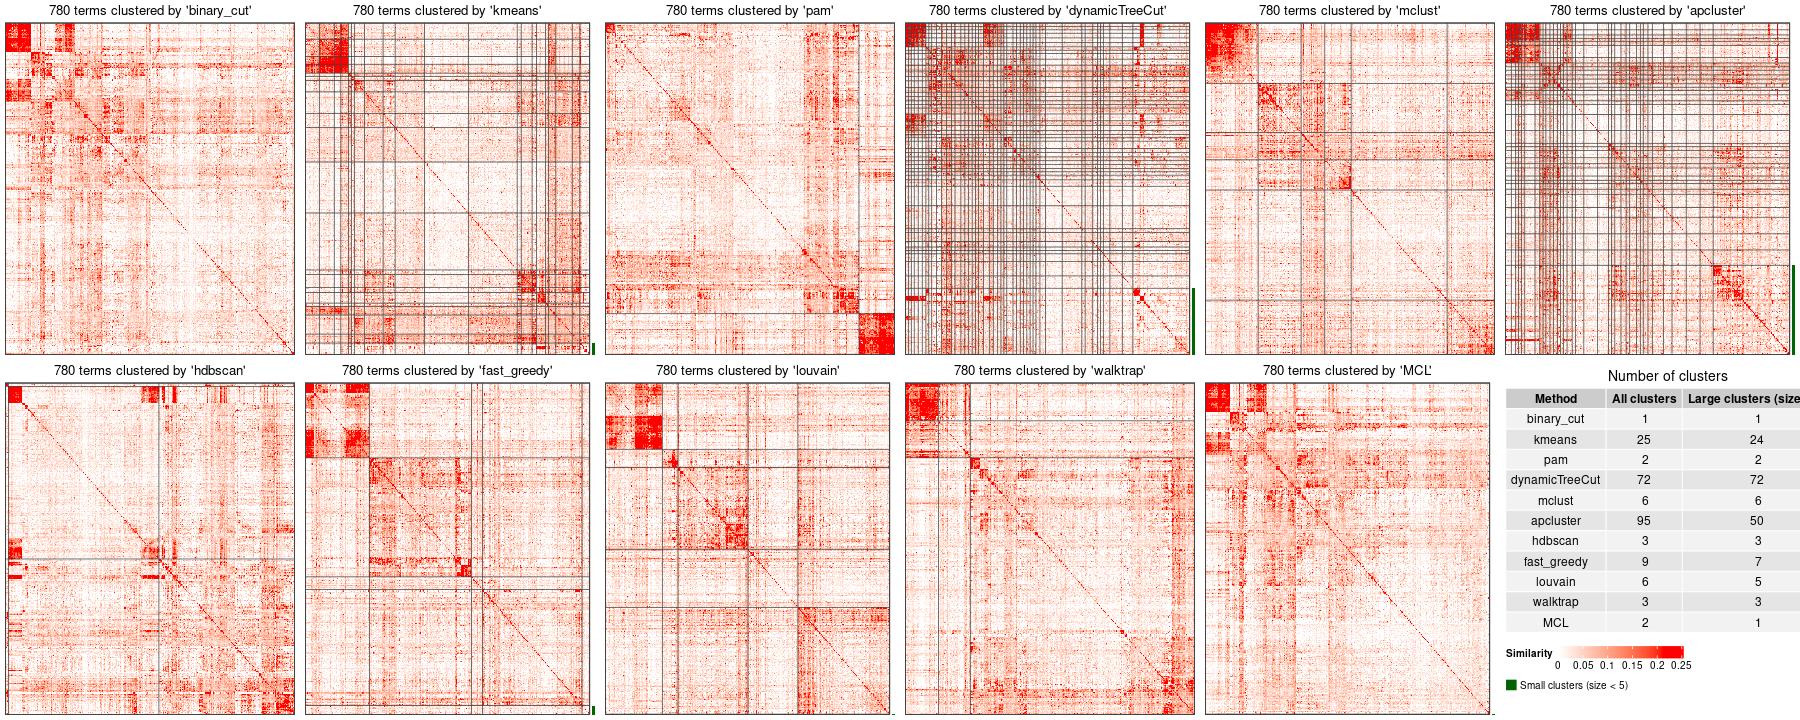 780 terms clustered by 'binary_cut'
780 terms clustered by 'kmeans'
780 terms clustered by 'pam'
780 terms clustered by 'dynamicTreeCut'
780 terms clustered by 'mclust'
780 terms clustered by 'apcluster'
780 terms clustered by 'hdbscan'
780 terms clustered by 'fast_greedy'
780 terms clustered by 'louvain'
780 terms clustered by 'walktrap'
780 terms clustered by 'MCL'
Number of clusters
Method All clusters Large clusters (size
binary_cut 1 1
kmeans 25 24
pam 2 2
dynamicTreeCut 72 72
mclust 6 6
apcluster 95 50
hdbscan 3 3
fast_greedy 9 7
louvain 6 5
walktrap 3 3
MCL 2 1
Similarity
0 0.05 0.1 0.15 0.2 0.25
Small clusters (size < 5)